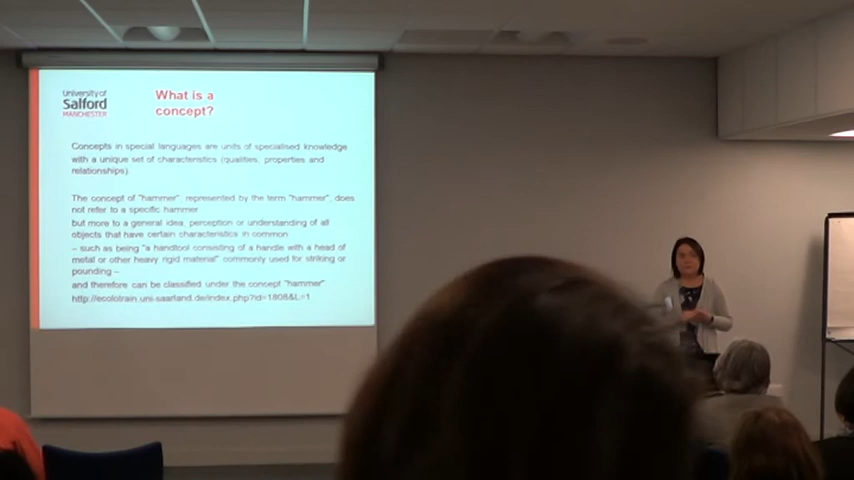 University of
Salford
MANCHESTER
What is a
concept?
Concepts in special languages are units of specialised knowledge
with a unique set of characteristics (qualities, properties and
relationships).
The concept of "hammer", represented by the term "hammer", does
not refer to a specific hammer
but more to a general idea, perception or understanding of all
objects that have certain characteristics in common
– such as being "a handtool consisting of a handle with a head of
metal or other heavy rigid material" commonly used for striking or
pounding –
and therefore can be classified under the concept "hammer"
http://ecolotrain.uni-saarland.de/index.php?id=1808&L=1